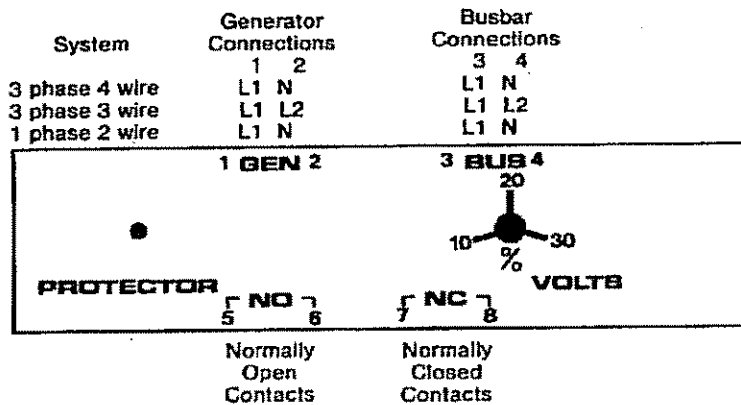 System Generator Connections Busbar Connections
1 2 3 4
3 phase 4 wire L1 N L1 N
3 phase 3 wire L1 L2 L1 L2
1 phase 2 wire L1 N L1 N
1 GEN 2 3 BUS 4
20
10 30
%
PROTECTOR VOLTS
NO NC
5 6 7 8
Normally Open Contacts Normally Closed Contacts